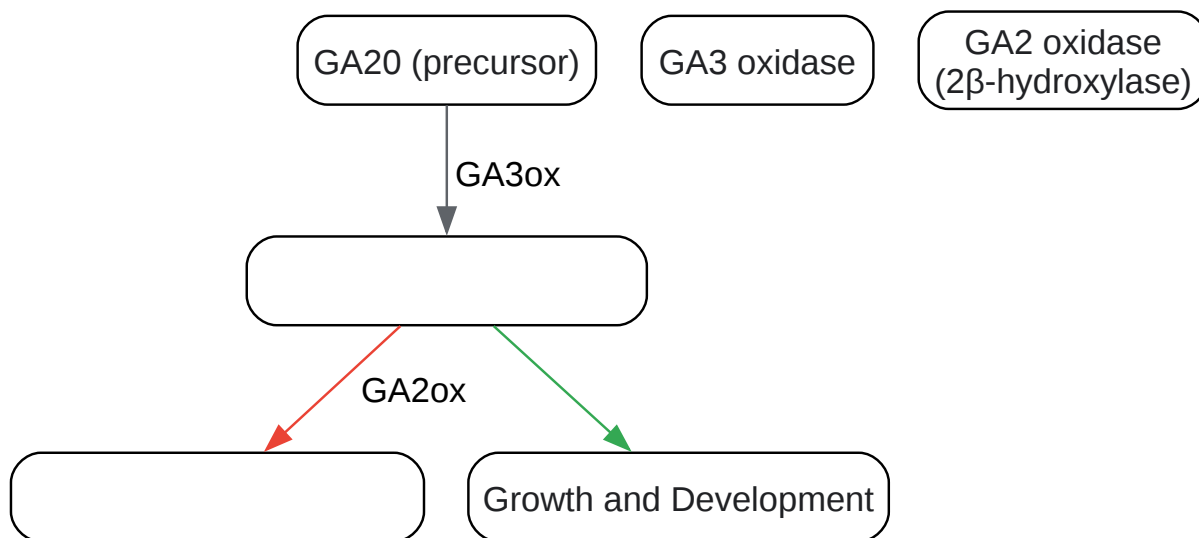 GA20 (precursor)
GA3 oxidase
GA2 oxidase
(2β-hydroxylase)
GA3ox
GA2ox
Growth and Development